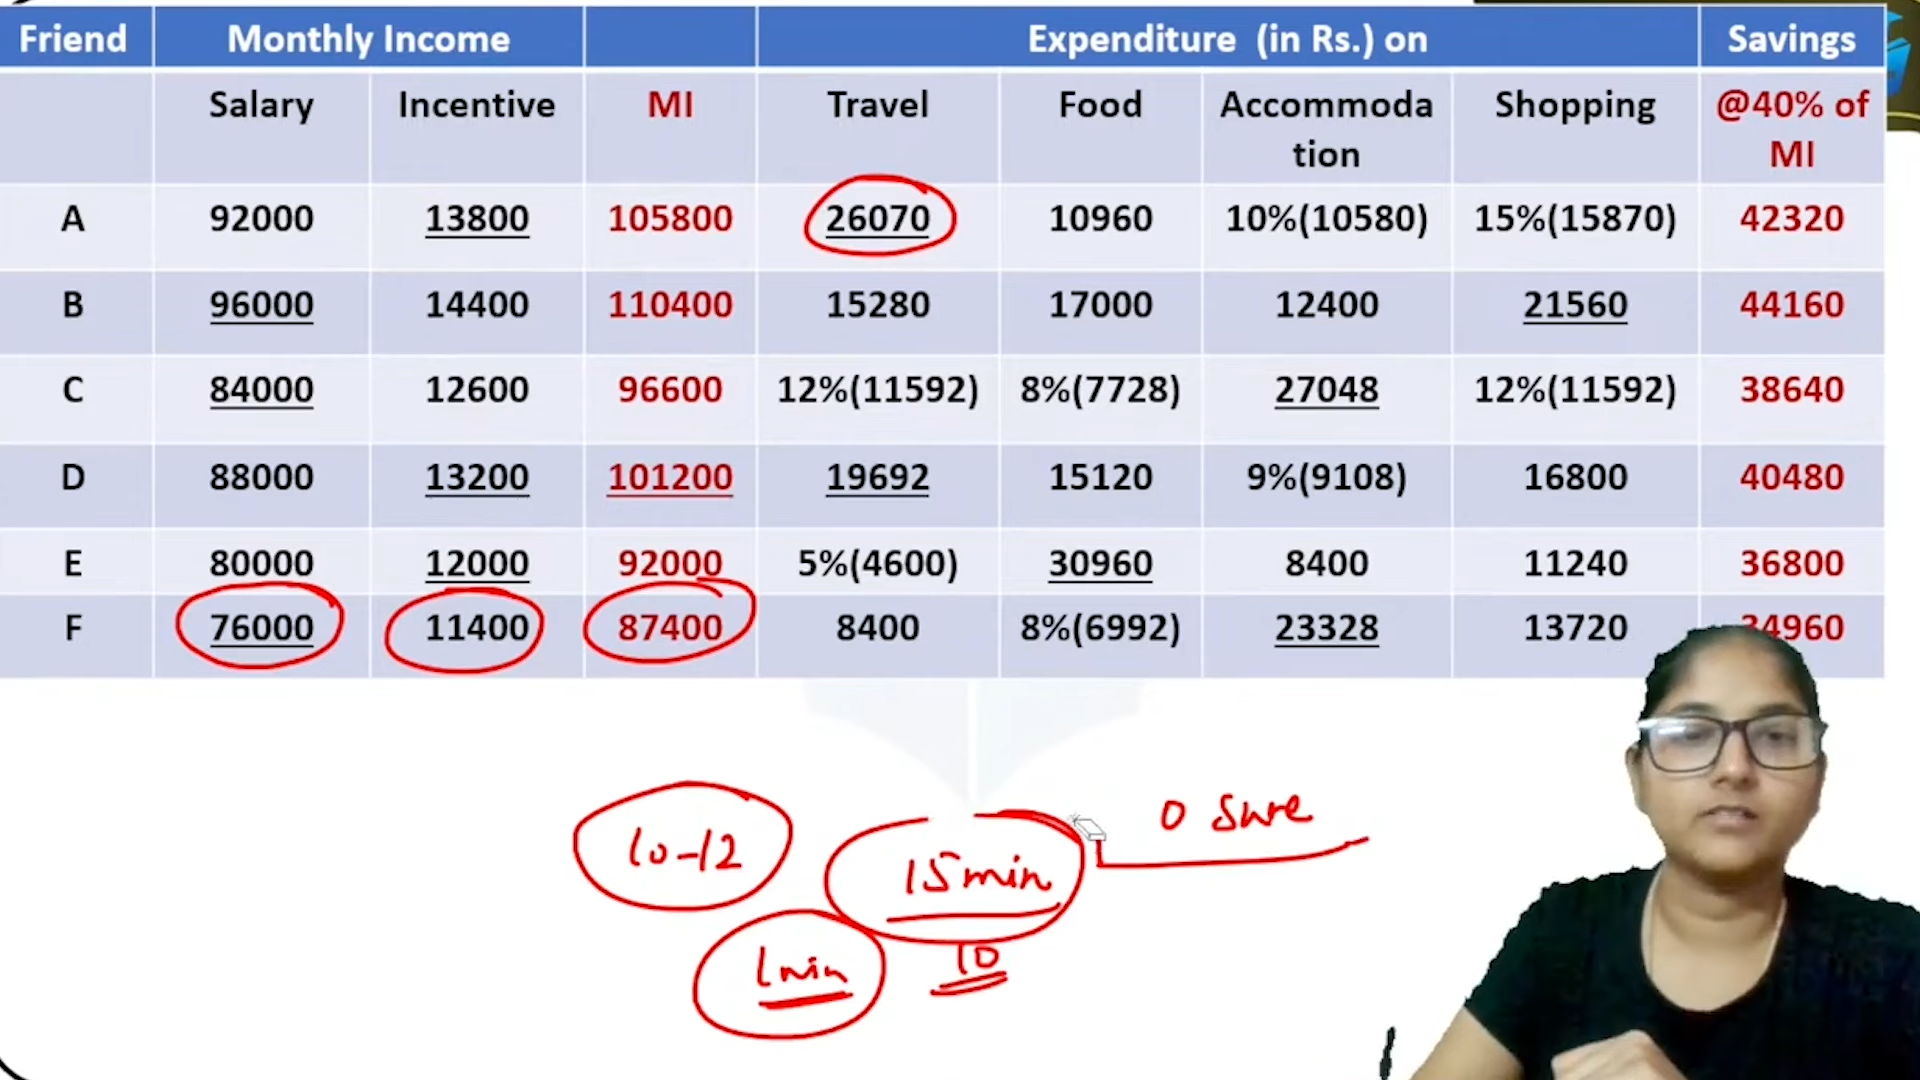 Friend Monthly Income Expenditure (in Rs.) on Savings
Salary Incentive MI Travel Food Accommoda Shopping @40% of
tion MI
A 92000 13800 105800 26070 10960 10%(10580) 15%(15870) 42320
B 96000 14400 110400 15280 17000 12400 21560 44160
C 84000 12600 96600 12%(11592) 8%(7728) 27048 12%(11592) 38640
D 88000 13200 101200 19692 15120 9%(9108) 16800 40480
E 80000 12000 92000 5%(4600) 30960 8400 11240 36800
F 76000 11400 87400 8400 8%(6992) 23328 13720 34960
0 Sure
10-12
15min
1min
10